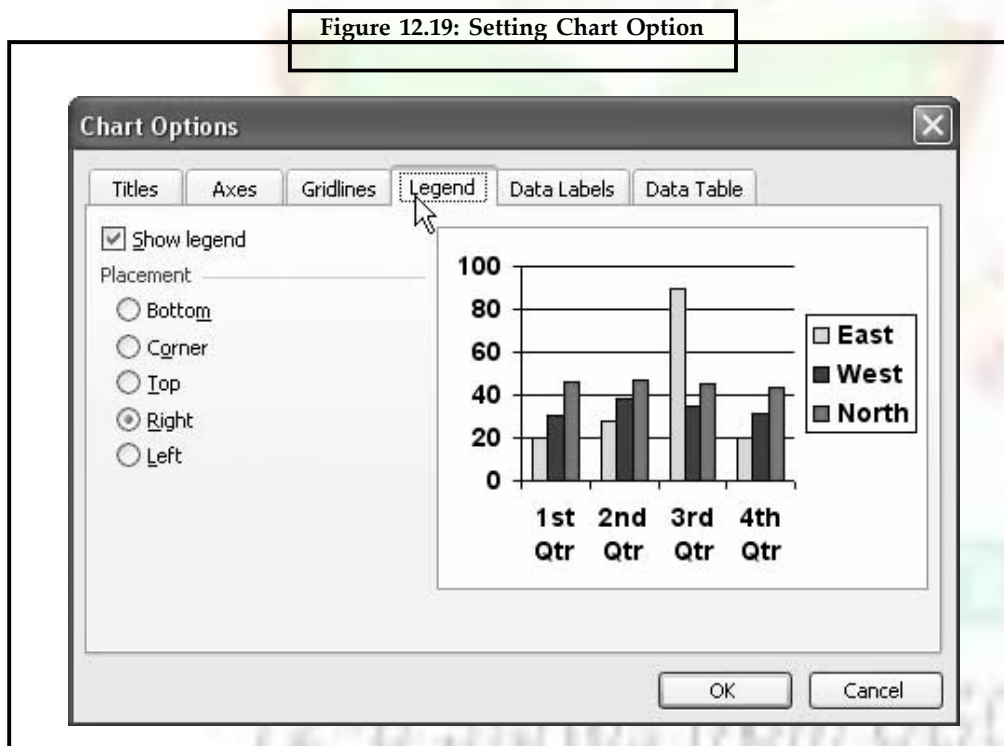 Figure 12.19: Setting Chart Option
Chart Options
Titles Axes Gridlines Legend Data Labels Data Table
Show legend
Placement
Bottom
Corner
Top
Right
Left
100
80
60
40
20
0
1st Qtr
2nd Qtr
3rd Qtr
4th Qtr
East
West
North
OK Cancel